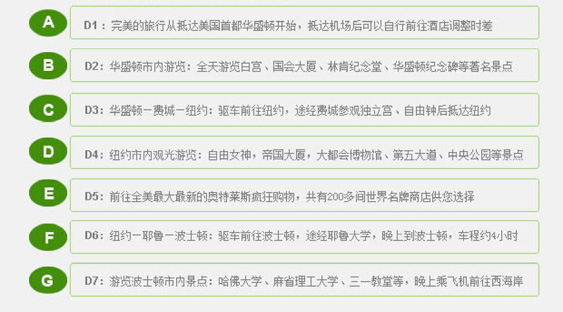 A D1：完美的旅行从抵达美国首都华盛顿开始，抵达机场后可以自行前往酒店调整时差
B D2：华盛顿市内游览：全天游览白宫、国会大厦、林肯纪念堂、华盛顿纪念碑等著名景点
C D3：华盛顿—费城—纽约：驱车前往纽约，途经费城参观独立宫、自由钟后抵达纽约
D D4：纽约市内观光游览：自由女神，帝国大厦，大都会博物馆、第五大道、中央公园等景点
E D5：前往全美最大最新的奥特莱斯疯狂购物，共有200多间世界名牌商店供您选择
F D6：纽约—耶鲁—波士顿：驱车前往波士顿，途经耶鲁大学，晚上到波士顿，车程约4小时
G D7：游览波士顿市内景点：哈佛大学、麻省理工大学、三一教堂等，晚上乘飞机前往西海岸